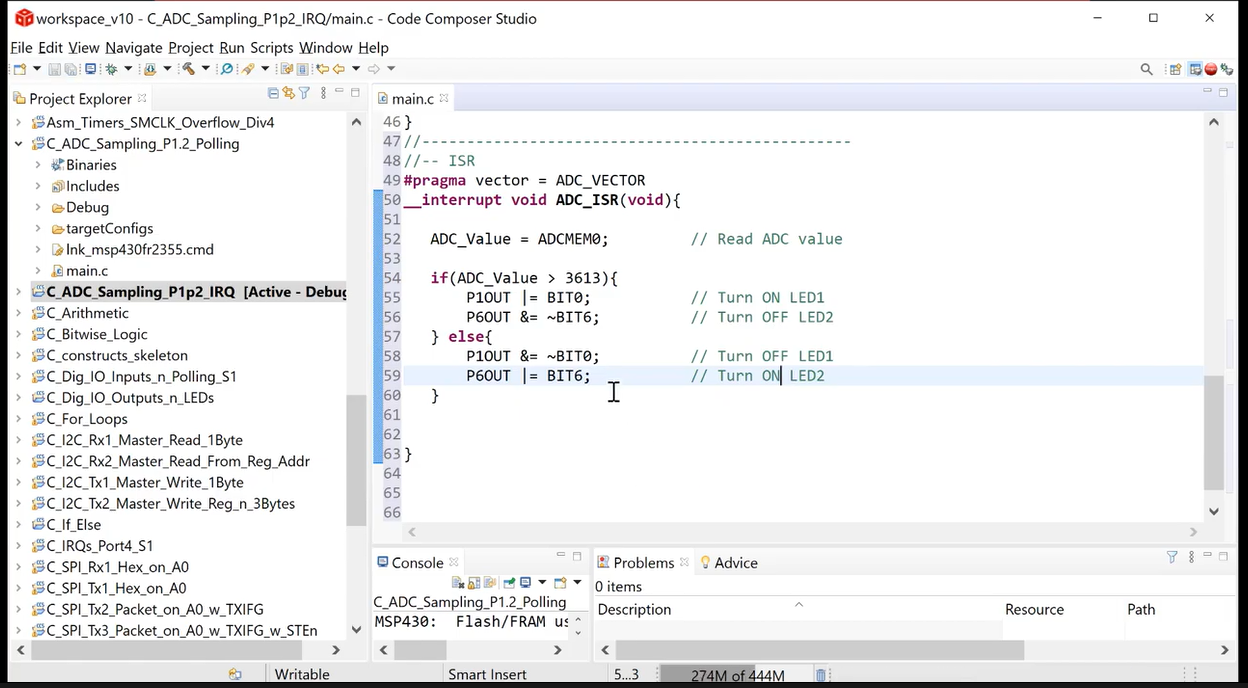 workspace_v10 - C_ADC_Sampling_P1p2_IRQ/main.c - Code Composer Studio
File Edit View Navigate Project Run Scripts Window Help
Project Explorer
Asm_Timers_SMCLK_Overflow_Div4
C_ADC_Sampling_P1.2_Polling
Binaries
Includes
Debug
targetConfigs
lnk_msp430fr2355.cmd
main.c
C_ADC_Sampling_P1p2_IRQ [Active - Debug
C_Arithmetic
C_Bitwise_Logic
C_constructs_skeleton
C_Dig_IO_Inputs_n_Polling_S1
C_Dig_IO_Outputs_n_LEDs
C_For_Loops
C_I2C_Rx1_Master_Read_1Byte
C_I2C_Rx2_Master_Read_From_Reg_Addr
C_I2C_Tx1_Master_Write_1Byte
C_I2C_Tx2_Master_Write_Reg_n_3Bytes
C_If_Else
C_IRQs_Port4_S1
C_SPI_Rx1_Hex_on_A0
C_SPI_Tx1_Hex_on_A0
C_SPI_Tx2_Packet_on_A0_w_TXIFG
C_SPI_Tx3_Packet_on_A0_w_TXIFG_w_STEn
main.c
46 }
47 //------------------------------------------------
48 //-- ISR
49 #pragma vector = ADC_VECTOR
50 __interrupt void ADC_ISR(void){
51
52 ADC_Value = ADCMEM0; // Read ADC value
53
54 if(ADC_Value > 3613){
55 P1OUT |= BIT0; // Turn ON LED1
56 P6OUT &= ~BIT6; // Turn OFF LED2
57 } else{
58 P1OUT &= ~BIT0; // Turn OFF LED1
59 P6OUT |= BIT6; // Turn ON LED2
60 }
61
62
63 }
64
65
66
Console
C_ADC_Sampling_P1.2_Polling
MSP430: Flash/FRAM us
Problems
Advice
0 items
Description Resource Path
Writable Smart Insert 5...3 274M of 444M